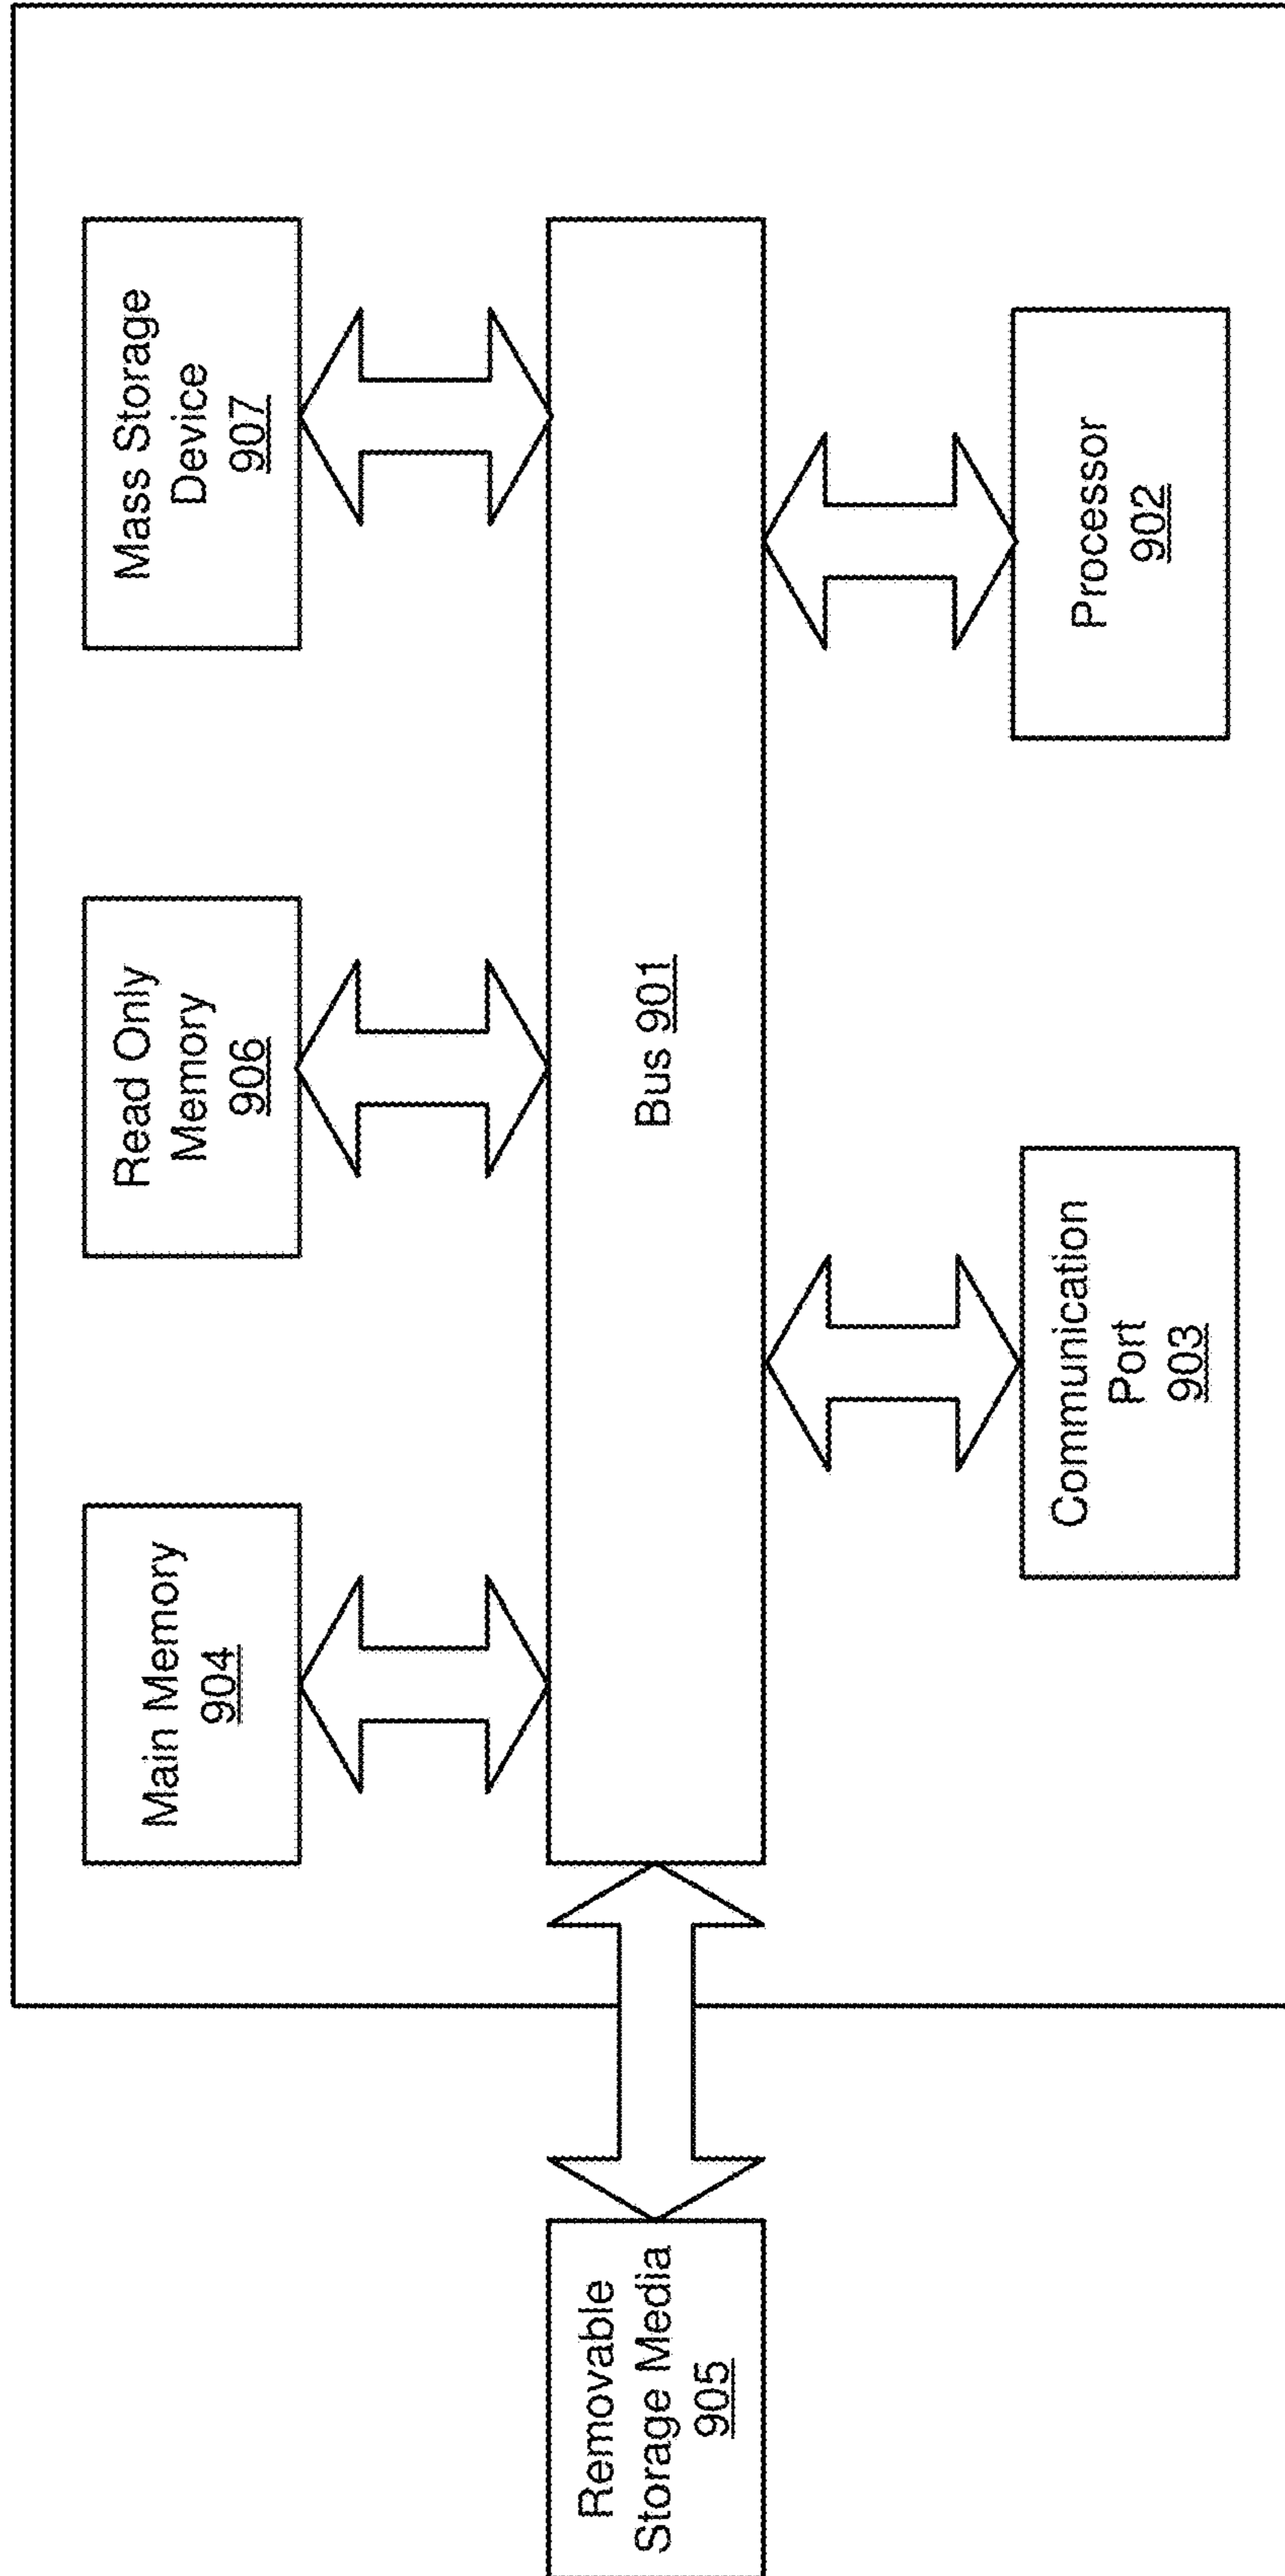 Main Memory
904
Read Only
Memory
906
Mass Storage
Device
907
Removable
Storage Media
905
Bus 901
Communication
Port
903
Processor
902